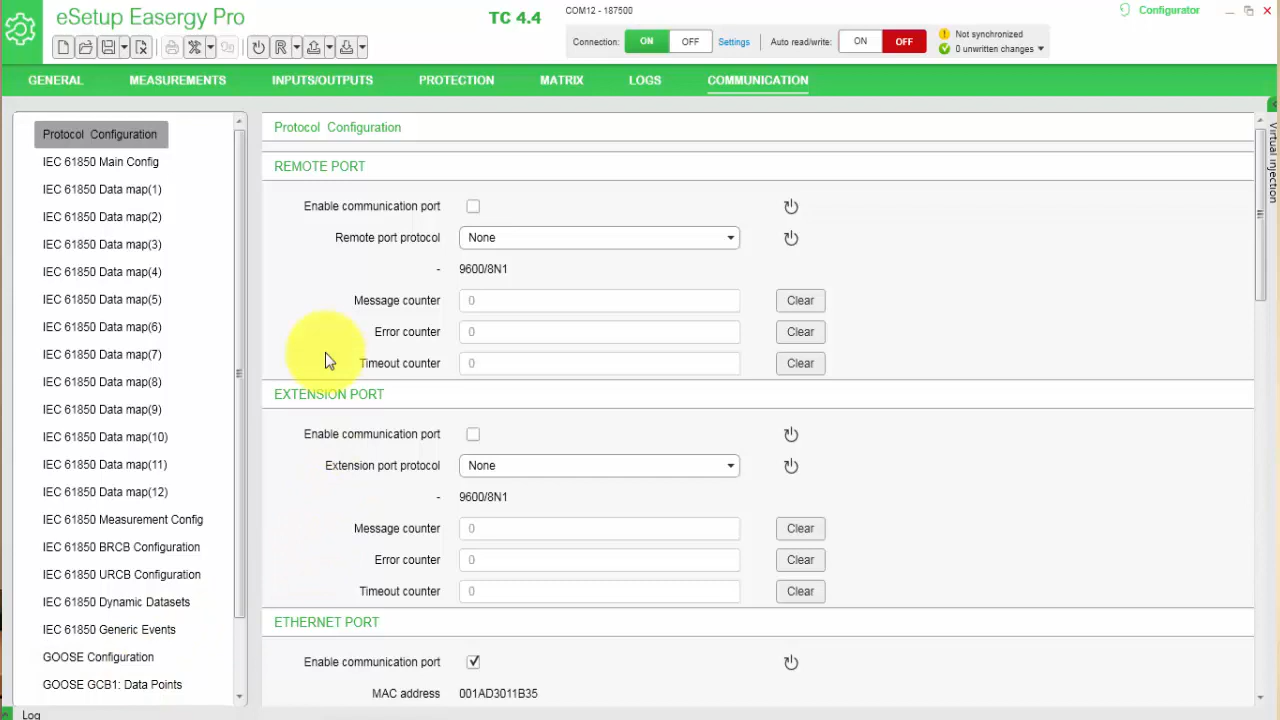 eSetup Easergy Pro
TC 4.4
COM12 - 187500
Configurator
Connection: ON OFF Settings Auto read/write: ON OFF
Not synchronized
0 unwritten changes
R
GENERAL MEASUREMENTS INPUTS/OUTPUTS PROTECTION MATRIX LOGS COMMUNICATION
Protocol Configuration
IEC 61850 Main Config
IEC 61850 Data map(1)
IEC 61850 Data map(2)
IEC 61850 Data map(3)
IEC 61850 Data map(4)
IEC 61850 Data map(5)
IEC 61850 Data map(6)
IEC 61850 Data map(7)
IEC 61850 Data map(8)
IEC 61850 Data map(9)
IEC 61850 Data map(10)
IEC 61850 Data map(11)
IEC 61850 Data map(12)
IEC 61850 Measurement Config
IEC 61850 BRCB Configuration
IEC 61850 URCB Configuration
IEC 61850 Dynamic Datasets
IEC 61850 Generic Events
GOOSE Configuration
GOOSE GCB1: Data Points
Protocol Configuration
REMOTE PORT
Enable communication port
Remote port protocol None
- 9600/8N1
Message counter 0 Clear
Error counter 0 Clear
Timeout counter 0 Clear
EXTENSION PORT
Enable communication port
Extension port protocol None
- 9600/8N1
Message counter 0 Clear
Error counter 0 Clear
Timeout counter 0 Clear
ETHERNET PORT
Enable communication port
MAC address 001AD3011B35
Virtual injection
Log